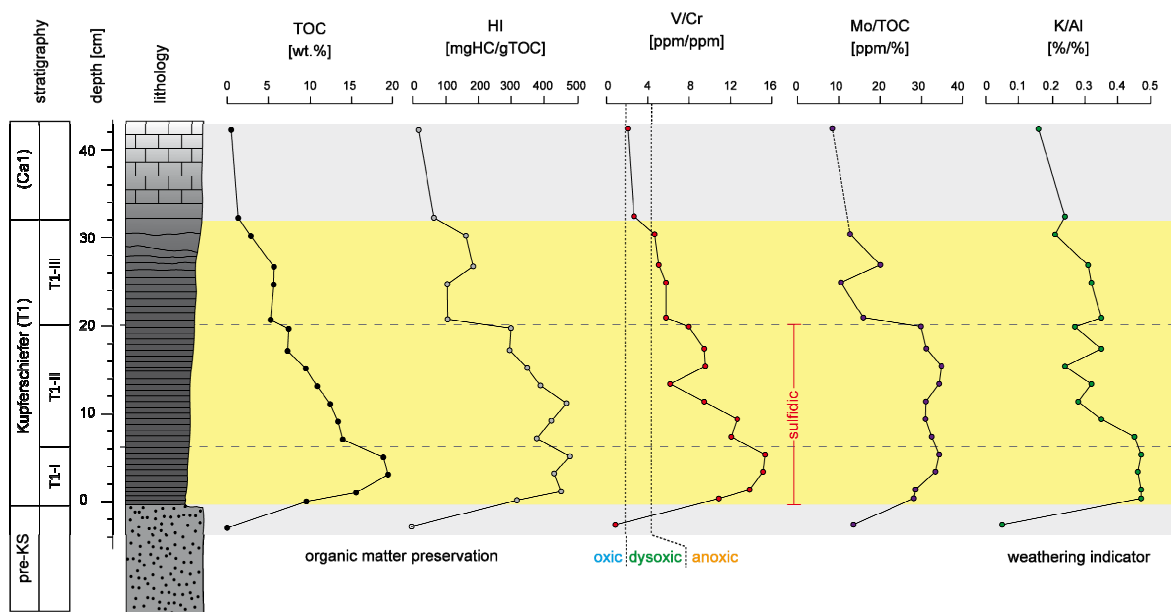 stratigraphy
depth [cm]
lithology
TOC
[wt.%]
HI
[mgHC/gTOC]
V/Cr
[ppm/ppm]
Mo/TOC
[ppm/%]
K/Al
[%/%]
0 5 10 15 20
0 100 200 300 400 500
0 4 8 12 16
0 10 20 30 40
0 0.1 0.2 0.3 0.4 0.5
(Ca1)
Kupferschiefer (T1)
T1-III
T1-II
T1-I
pre-KS
40
30
20
10
0
sulfidic
organic matter preservation
oxic dysoxic anoxic
weathering indicator